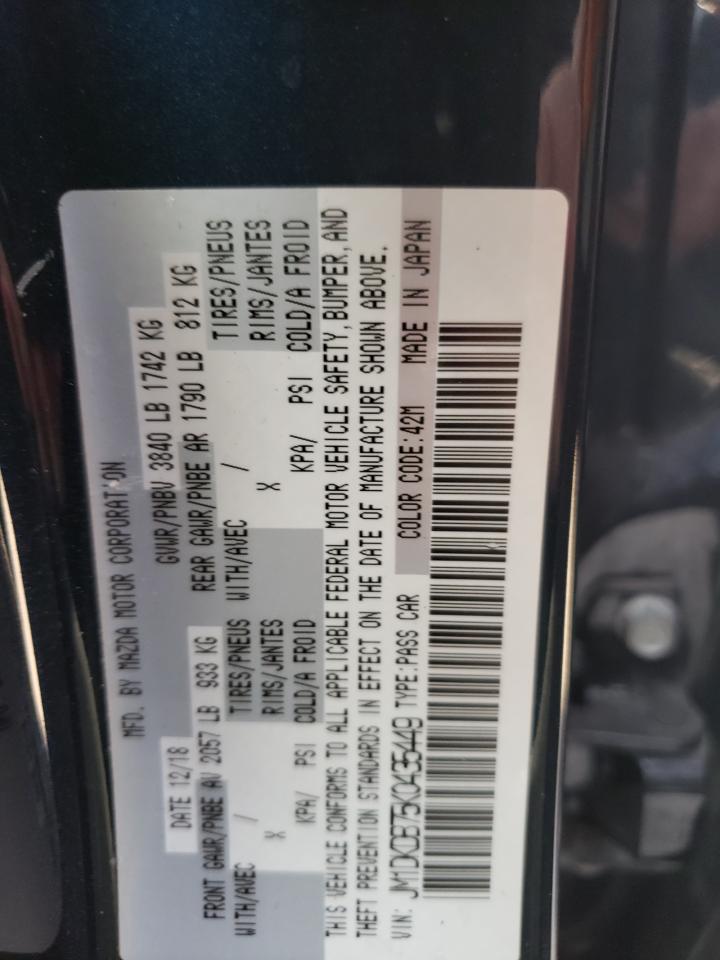 MFD. BY MAZDA MOTOR CORPORATION
DATE 12/18 GVWR/PNBV 3840 LB 1742 KG
FRONT GAWR/PNBE AV 2057 LB 933 KG REAR GAWR/PNBE AR 1790 LB 812 KG
WITH/AVEC / TIRES/PNEUS WITH/AVEC / TIRES/PNEUS
X RIMS/JANTES X RIMS/JANTES
KPA/ PSI COLD/A FROID KPA/ PSI COLD/A FROID
THIS VEHICLE CONFORMS TO ALL APPLICABLE FEDERAL MOTOR VEHICLE SAFETY, BUMPER, AND
THEFT PREVENTION STANDARDS IN EFFECT ON THE DATE OF MANUFACTURE SHOWN ABOVE.
VIN: JM1DKDB75K0435449 TYPE:PASS CAR COLOR CODE:42M MADE IN JAPAN